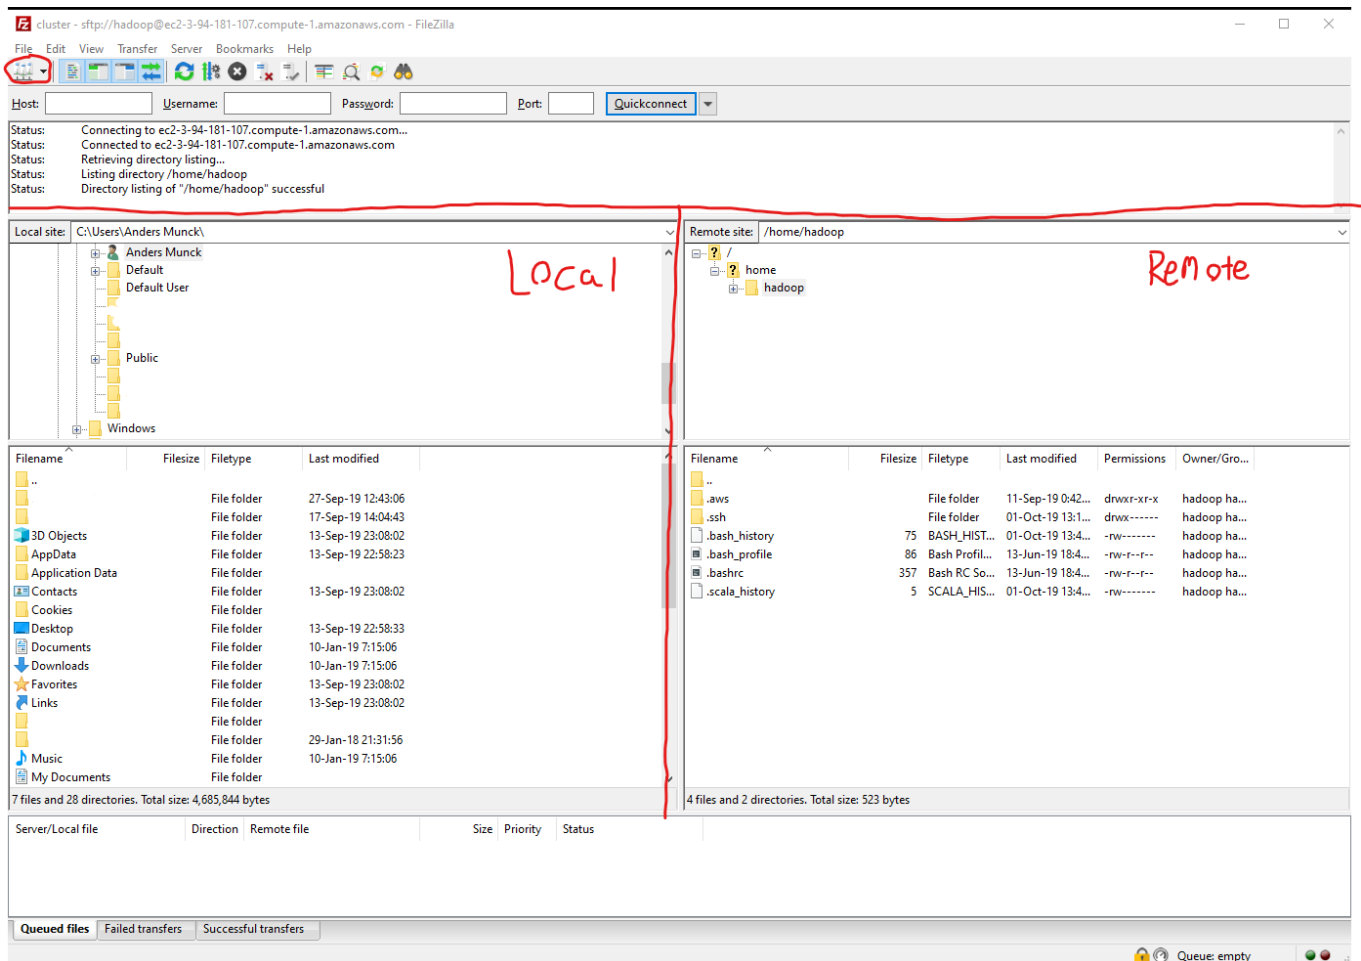 cluster - sftp://hadoop@ec2-3-94-181-107.compute-1.amazonaws.com - FileZilla
File Edit View Transfer Server Bookmarks Help
Host: Username: Password: Port: Quickconnect
Status: Connecting to ec2-3-94-181-107.compute-1.amazonaws.com...
Status: Connected to ec2-3-94-181-107.compute-1.amazonaws.com
Status: Retrieving directory listing...
Status: Listing directory /home/hadoop
Status: Directory listing of "/home/hadoop" successful
Local site: C:\Users\Anders Munck\
Anders Munck
Default
Default User
Public
Windows
Local
Filename Filesize Filetype Last modified
..
File folder 27-Sep-19 12:43:06
File folder 17-Sep-19 14:04:43
3D Objects File folder 13-Sep-19 23:08:02
AppData File folder 13-Sep-19 22:58:23
Application Data File folder
Contacts File folder 13-Sep-19 23:08:02
Cookies File folder
Desktop File folder 13-Sep-19 22:58:33
Documents File folder 10-Jan-19 7:15:06
Downloads File folder 10-Jan-19 7:15:06
Favorites File folder 13-Sep-19 23:08:02
Links File folder 13-Sep-19 23:08:02
File folder
File folder 29-Jan-18 21:31:56
Music File folder 10-Jan-19 7:15:06
My Documents File folder
7 files and 28 directories. Total size: 4,685,844 bytes
Remote site: /home/hadoop
/
home
hadoop
Remote
Filename Filesize Filetype Last modified Permissions Owner/Gro...
..
.aws File folder 11-Sep-19 0:42... drwxr-xr-x hadoop ha...
.ssh File folder 01-Oct-19 13:1... drwx------ hadoop ha...
.bash_history 75 BASH_HIST... 01-Oct-19 13:4... -rw------- hadoop ha...
.bash_profile 86 Bash Profil... 13-Jun-19 18:4... -rw-r--r-- hadoop ha...
.bashrc 357 Bash RC So... 13-Jun-19 18:4... -rw-r--r-- hadoop ha...
.scala_history 5 SCALA_HIS... 01-Oct-19 13:4... -rw------- hadoop ha...
4 files and 2 directories. Total size: 523 bytes
Server/Local file Direction Remote file Size Priority Status
Queued files Failed transfers Successful transfers
Queue: empty